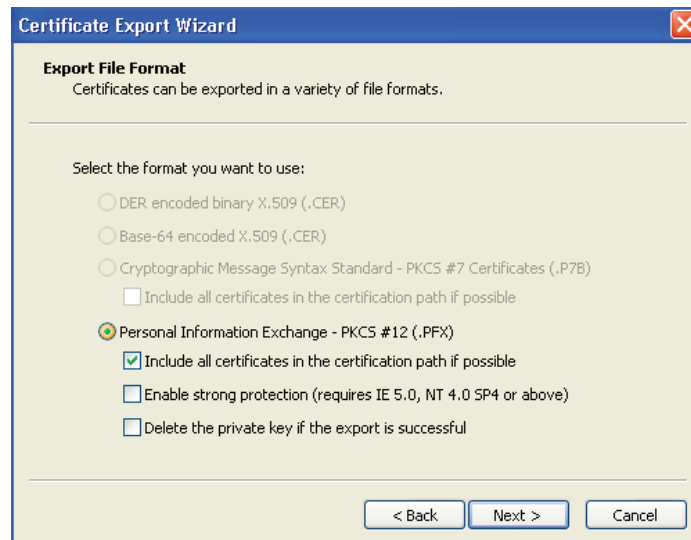 Certificate Export Wizard
Export File Format
Certificates can be exported in a variety of file formats.
Select the format you want to use:
DER encoded binary X.509 (.CER)
Base-64 encoded X.509 (.CER)
Cryptographic Message Syntax Standard - PKCS #7 Certificates (.P7B)
Include all certificates in the certification path if possible
Personal Information Exchange - PKCS #12 (.PFX)
Include all certificates in the certification path if possible
Enable strong protection (requires IE 5.0, NT 4.0 SP4 or above)
Delete the private key if the export is successful
< Back Next > Cancel